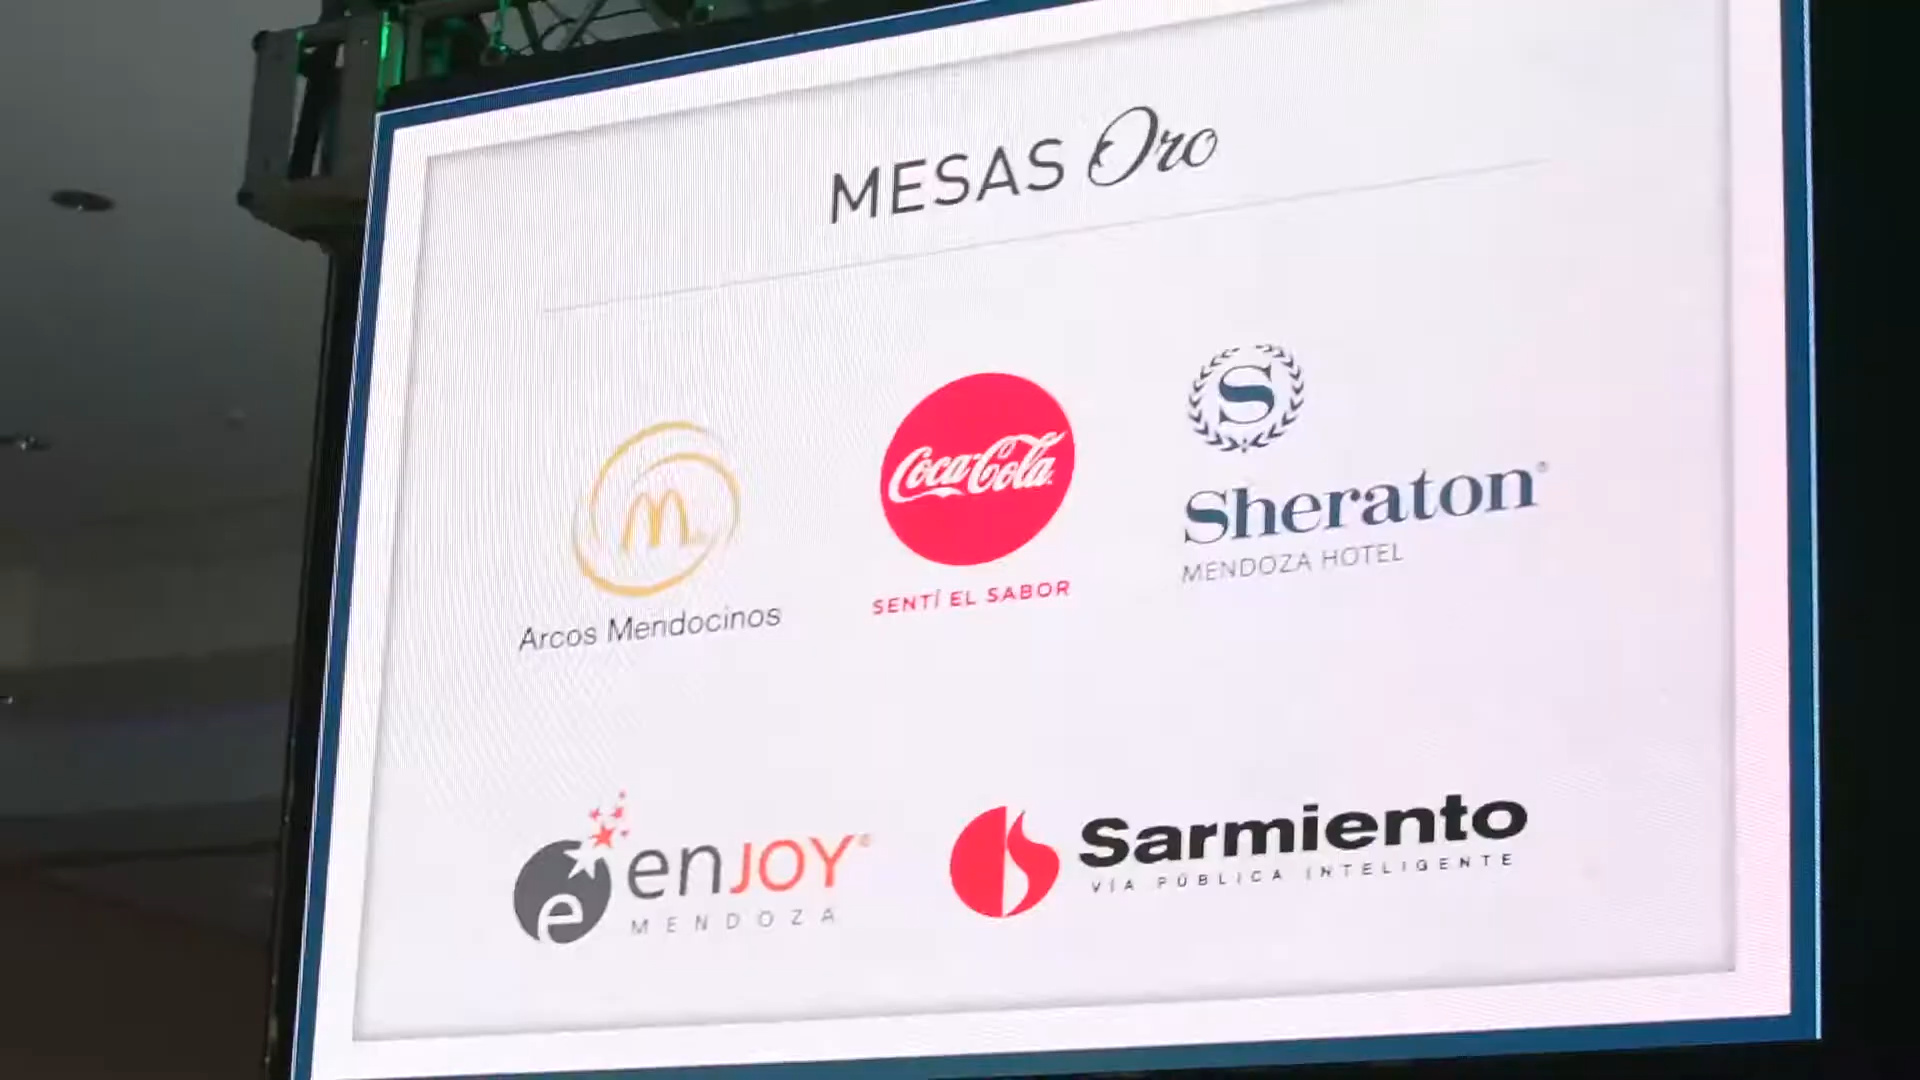 MESAS Oro
M
Arcos Mendocinos
Coca-Cola
SENTÍ EL SABOR
S
Sheraton®
MENDOZA HOTEL
e
enJOY®
MENDOZA
Sarmiento
VÍA PÚBLICA INTELIGENTE